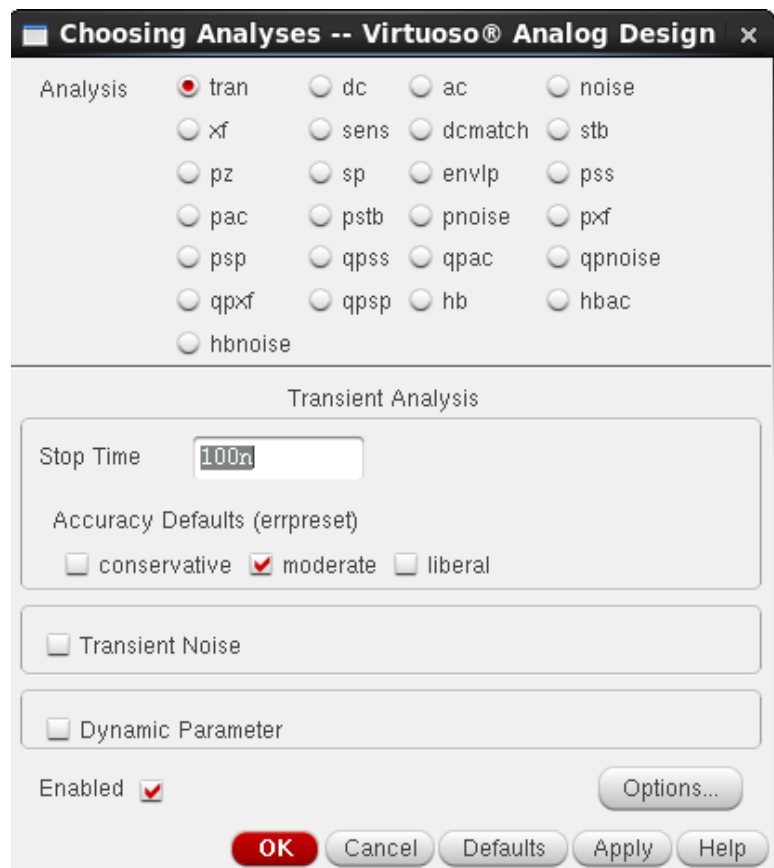 Choosing Analyses -- Virtuoso® Analog Design
Analysis tran dc ac noise
xf sens dcmatch stb
pz sp envlp pss
pac pstb pnoise pxf
psp qpss qpac qpnoise
qpxf qpsp hb hbac
hbnoise
Transient Analysis
Stop Time 100n
Accuracy Defaults (errpreset)
conservative moderate liberal
Transient Noise
Dynamic Parameter
Enabled Options...
OK Cancel Defaults Apply Help